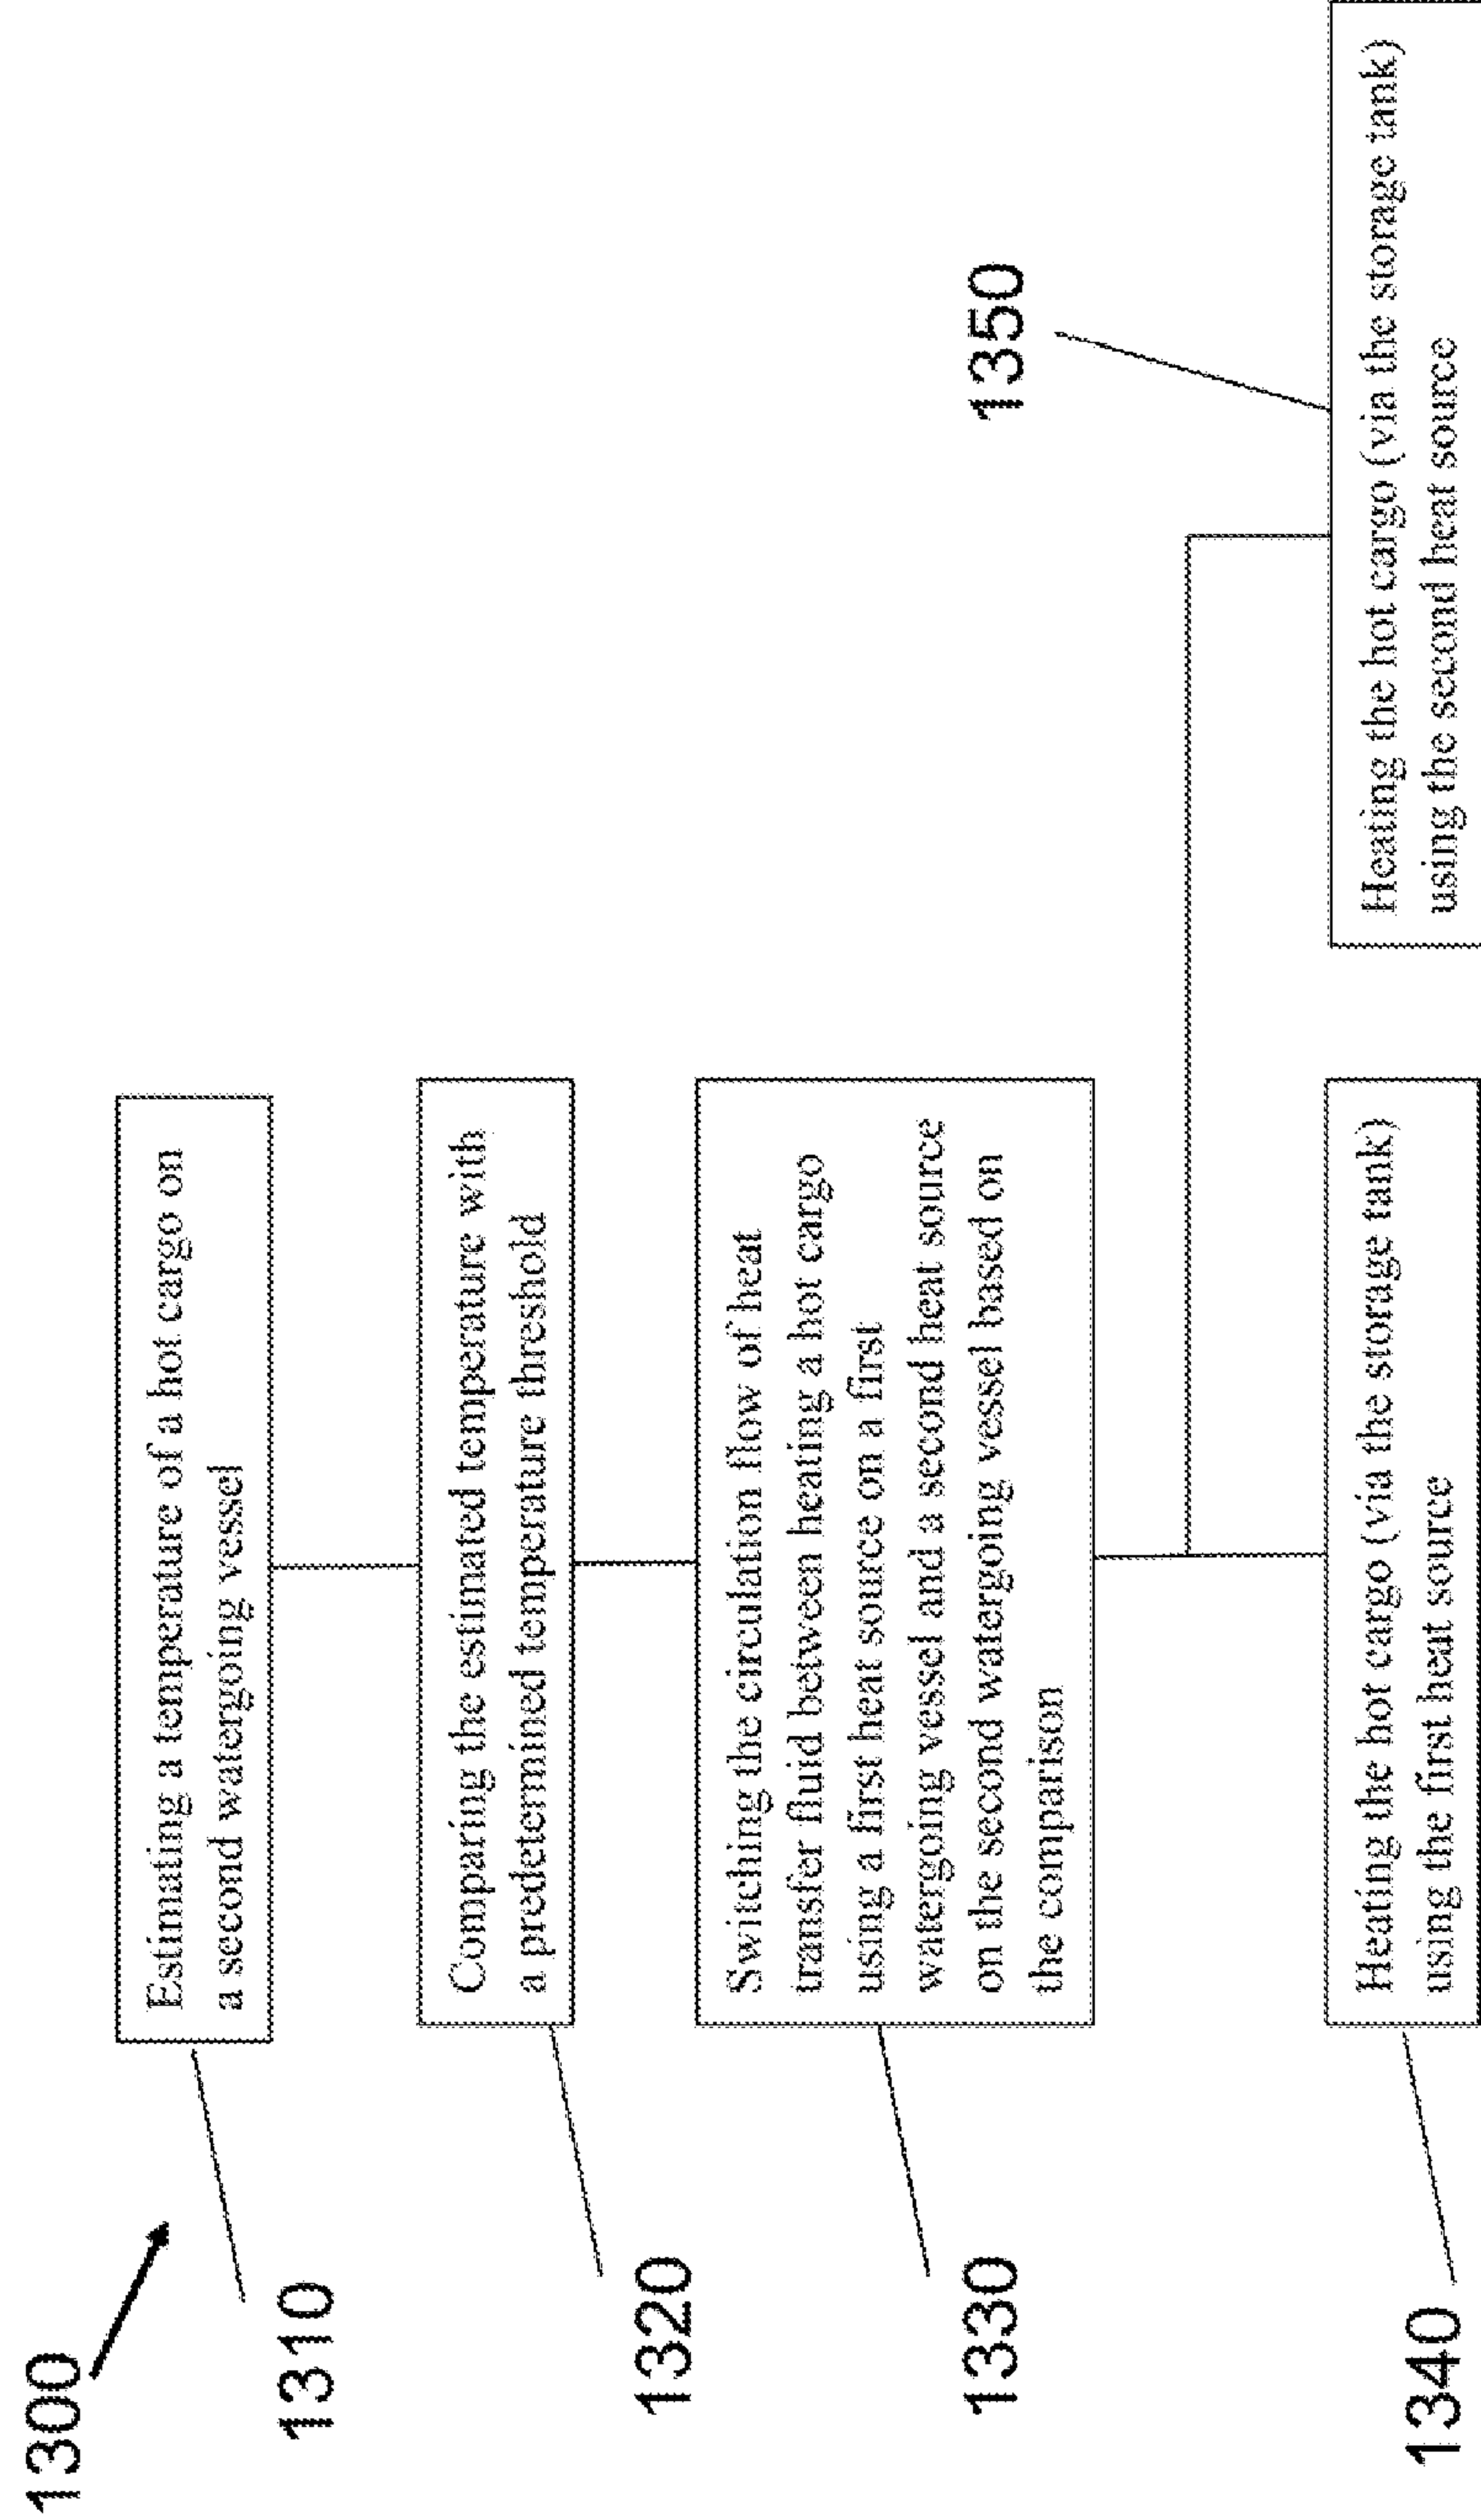 1300
1310
Estimating a temperature of a hot cargo on
a second watergoing vessel
1320
Comparing the estimated temperature with
a predetermined temperature threshold
1330
Switching the circulation flow of heat
transfer fluid between heating a hot cargo
using a first heat source on a first
watergoing vessel and a second heat source
on the second watergoing vessel based on
the comparison
1340
Heating the hot cargo (via the storage tank)
using the first heat source
1350
Heating the hot cargo (via the storage tank)
using the second heat source